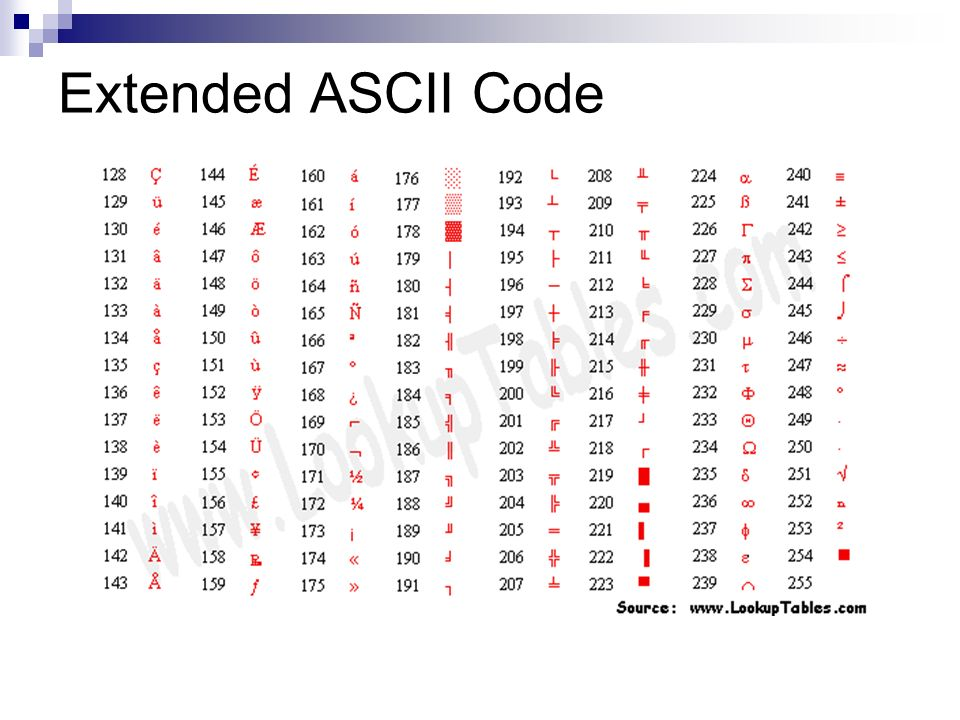 Extended ASCII Code
128 Ç 144 É 160 á 176 ░ 192 └ 208 ╨ 224 α 240 ≡
129 ü 145 æ 161 í 177 ▒ 193 ┴ 209 ╤ 225 ß 241 ±
130 é 146 Æ 162 ó 178 ▓ 194 ┬ 210 ╥ 226 Γ 242 ≥
131 â 147 ô 163 ú 179 │ 195 ├ 211 ╙ 227 π 243 ≤
132 ä 148 ö 164 ñ 180 ┤ 196 ─ 212 ╘ 228 Σ 244 ⌠
133 à 149 ò 165 Ñ 181 ╡ 197 ┼ 213 ╒ 229 σ 245 ⌡
134 å 150 û 166 ª 182 ╢ 198 ╞ 214 ╓ 230 µ 246 ÷
135 ç 151 ù 167 º 183 ╖ 199 ╟ 215 ╫ 231 τ 247 ≈
136 ê 152 ÿ 168 ¿ 184 ╕ 200 ╚ 216 ╪ 232 Φ 248 °
137 ë 153 Ö 169 ⌐ 185 ╣ 201 ╔ 217 ┘ 233 Θ 249 ∙
138 è 154 Ü 170 ¬ 186 ║ 202 ╩ 218 ┌ 234 Ω 250 ·
139 ï 155 ¢ 171 ½ 187 ╗ 203 ╦ 219 █ 235 δ 251 √
140 î 156 £ 172 ¼ 188 ╝ 204 ╠ 220 ▄ 236 ∞ 252 ⁿ
141 ì 157 ¥ 173 ¡ 189 ╜ 205 ═ 221 ▌ 237 φ 253 ²
142 Ä 158 ₧ 174 « 190 ╛ 206 ╬ 222 ▐ 238 ε 254 ■
143 Å 159 ƒ 175 » 191 ┐ 207 ╧ 223 ▀ 239 ∩ 255
www.LookupTables.com
Source: www.LookupTables.com